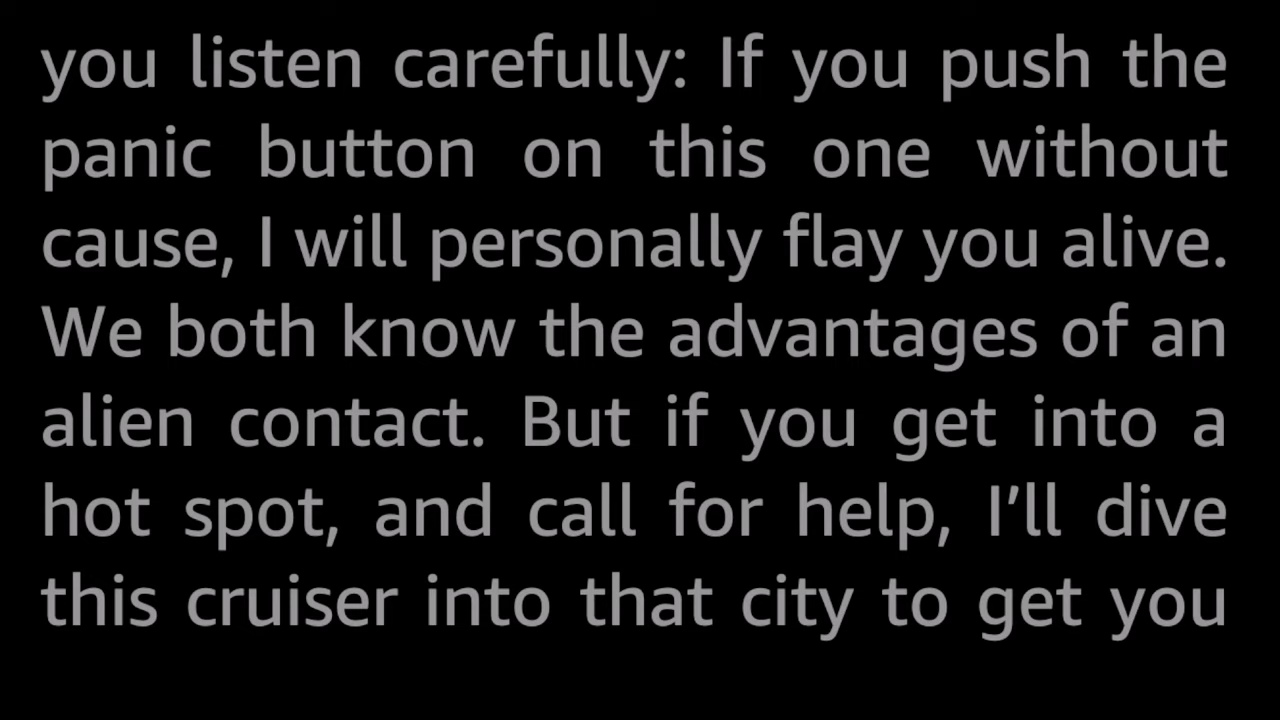 you listen carefully: If you push the
panic button on this one without
cause, I will personally flay you alive.
We both know the advantages of an
alien contact. But if you get into a
hot spot, and call for help, I’ll dive
this cruiser into that city to get you